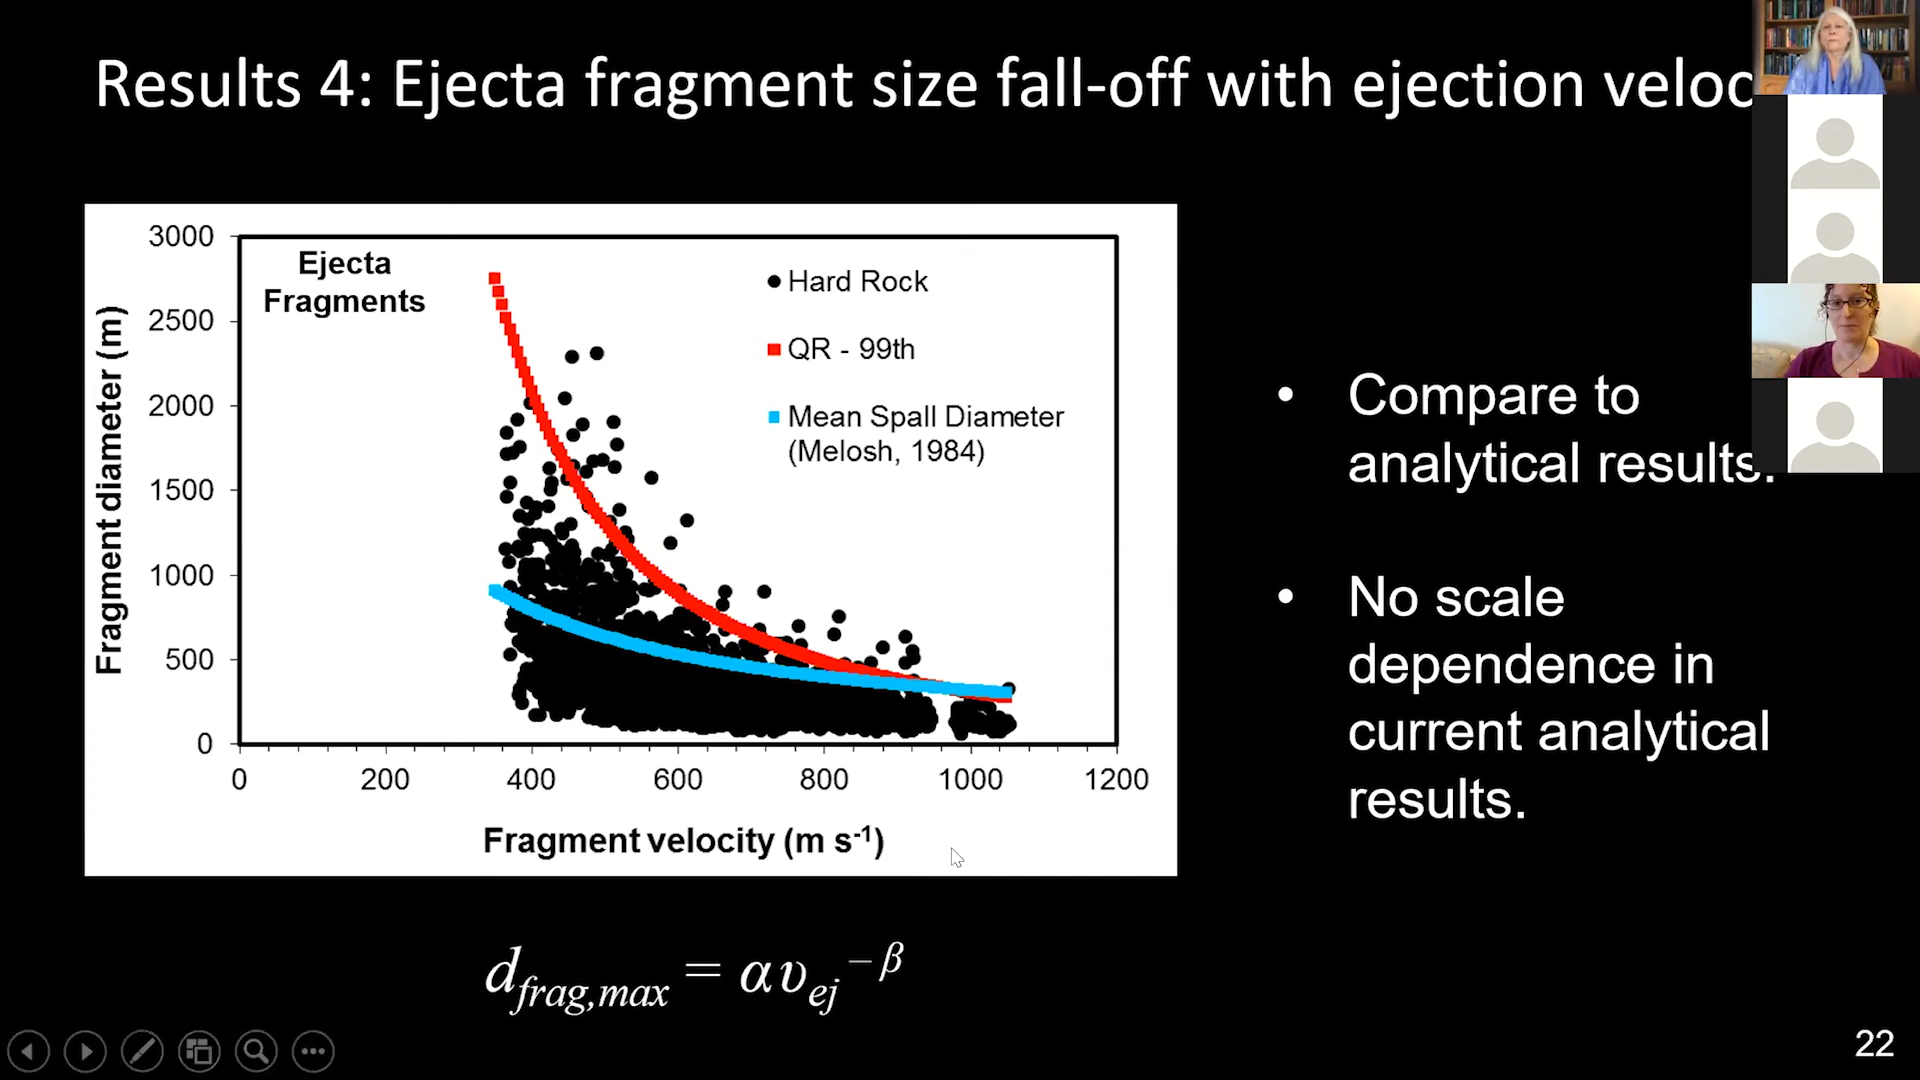 Results 4: Ejecta fragment size fall-off with ejection veloc
Ejecta
Fragments
Hard Rock
QR - 99th
Mean Spall Diameter
(Melosh, 1984)
Fragment diameter (m)
3000
2500
2000
1500
1000
500
0
0 200 400 600 800 1000 1200
Fragment velocity (m s⁻¹)
d_frag,max = αυ_ej^−β
• Compare to
analytical results.
• No scale
dependence in
current analytical
results.
22